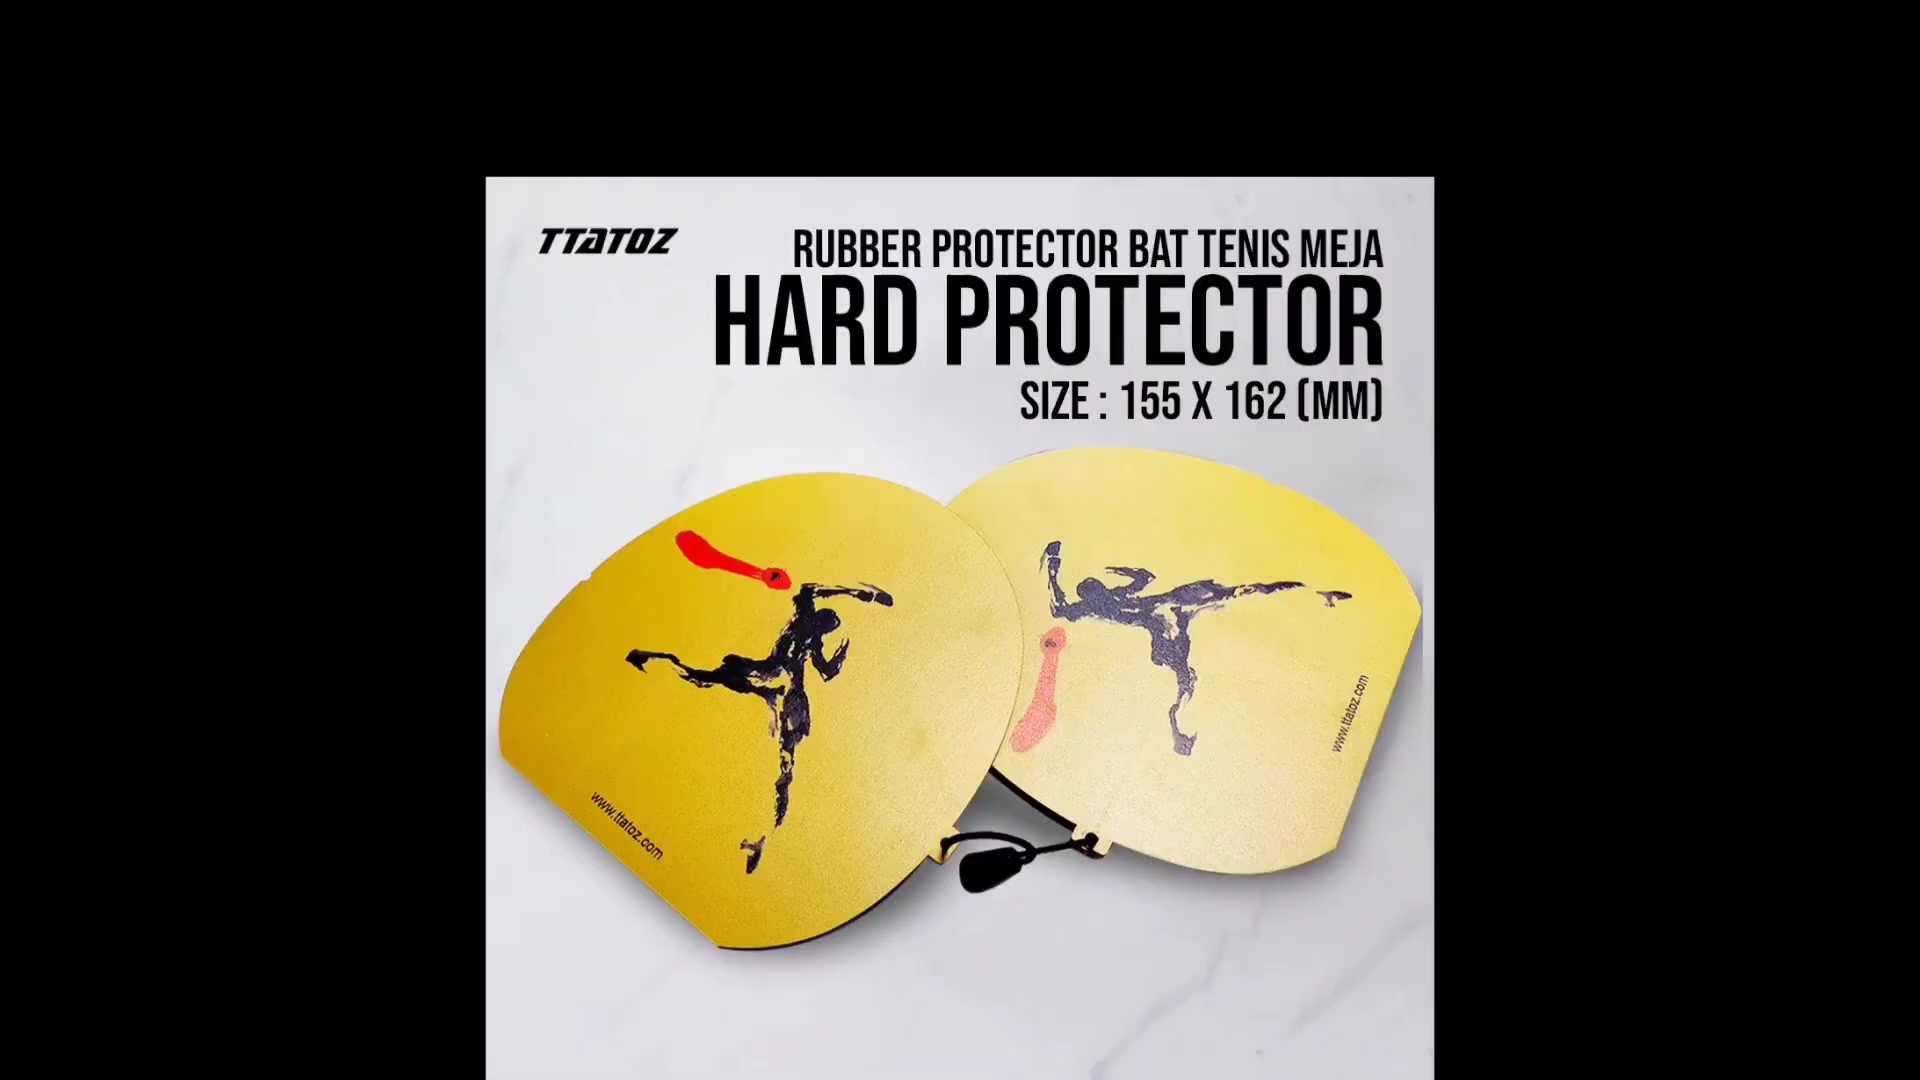 TTATOZ
RUBBER PROTECTOR BAT TENIS MEJA
HARD PROTECTOR
SIZE : 155 X 162 (MM)
www.ttatoz.com
www.ttatoz.com